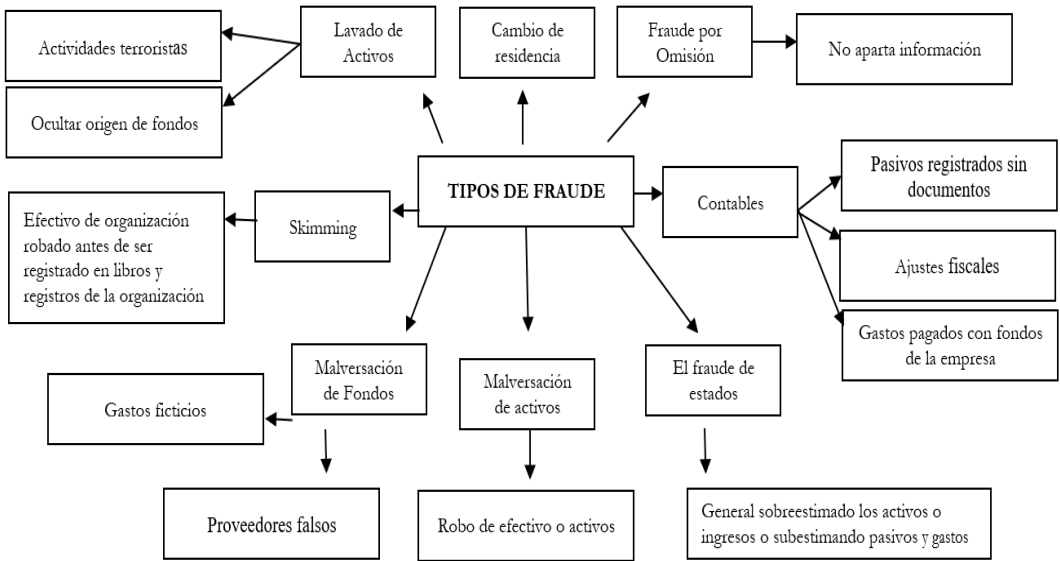 Actividades terroristas
Lavado de
Activos
Cambio de
residencia
Fraude por
Omisión
No aparta información
Ocultar origen de fondos
TIPOS DE FRAUDE
Contables
Pasivos registrados sin
documentos
Ajustes fiscales
Gastos pagados con fondos
de la empresa
Skimming
Efectivo de organización
robado antes de ser
registrado en libros y
registros de la organización
Malversación
de Fondos
Malversación
de activos
El fraude de
estados
Gastos ficticios
Proveedores falsos
Robo de efectivo o activos
General sobreestimado los activos o
ingresos o subestimando pasivos y gastos